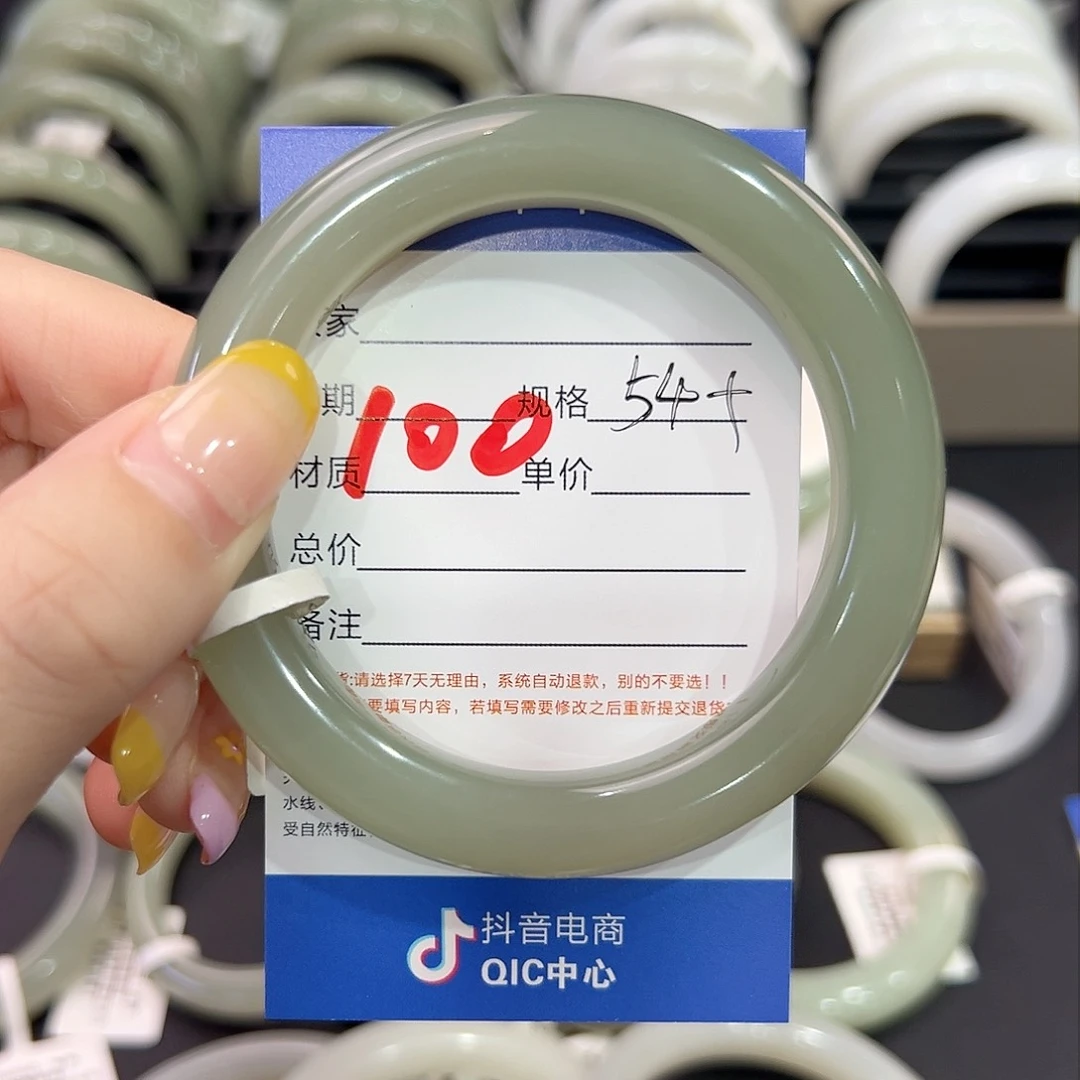 家
期 100 规格 54+
材质 单价
总价
备注
:请选择7天无理由，系统自动退款，别的不要选！！
要填写内容，若填写需要修改之后重新提交退货
水线、
受自然特征
抖音电商
QIC中心